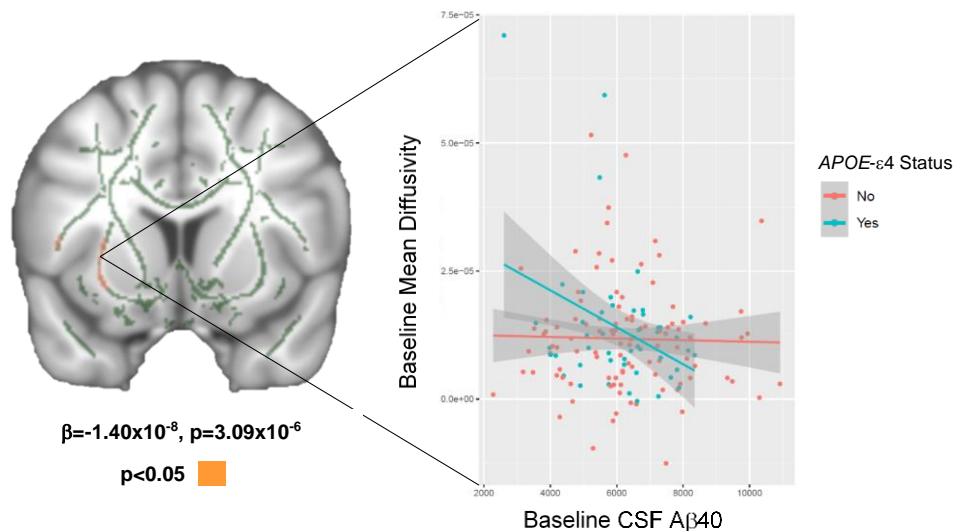 7.5e-05
5.0e-05
2.5e-05
0.0e+00
Baseline Mean Diffusivity
2000 4000 6000 8000 10000
Baseline CSF Aβ40
APOE-ε4 Status
No
Yes
β=-1.40x10⁻⁸, p=3.09x10⁻⁶
p<0.05